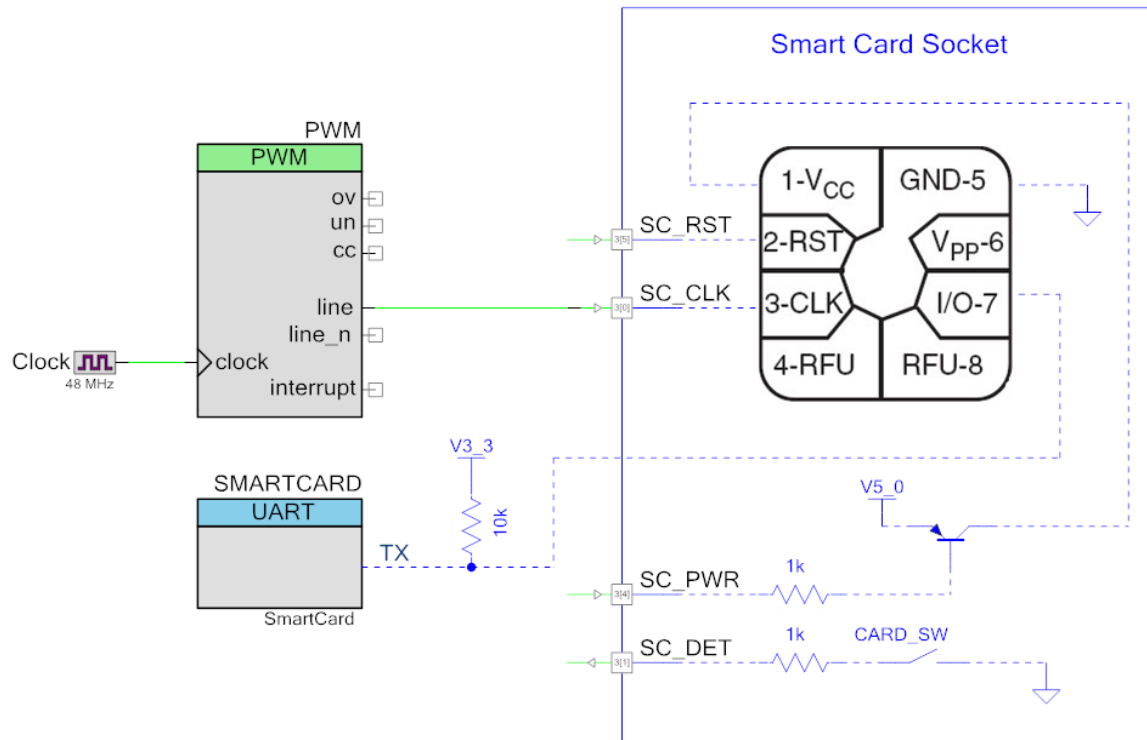 Smart Card Socket
PWM
PWM
ov
un
cc
line
line_n
interrupt
clock
Clock
48 MHz
SC_RST
3[5]
SC_CLK
3[0]
1-VCC
GND-5
2-RST
VPP-6
3-CLK
I/O-7
4-RFU
RFU-8
V3_3
10k
SMARTCARD
UART
TX
SmartCard
V5_0
SC_PWR
3[4]
1k
SC_DET
3[1]
1k
CARD_SW